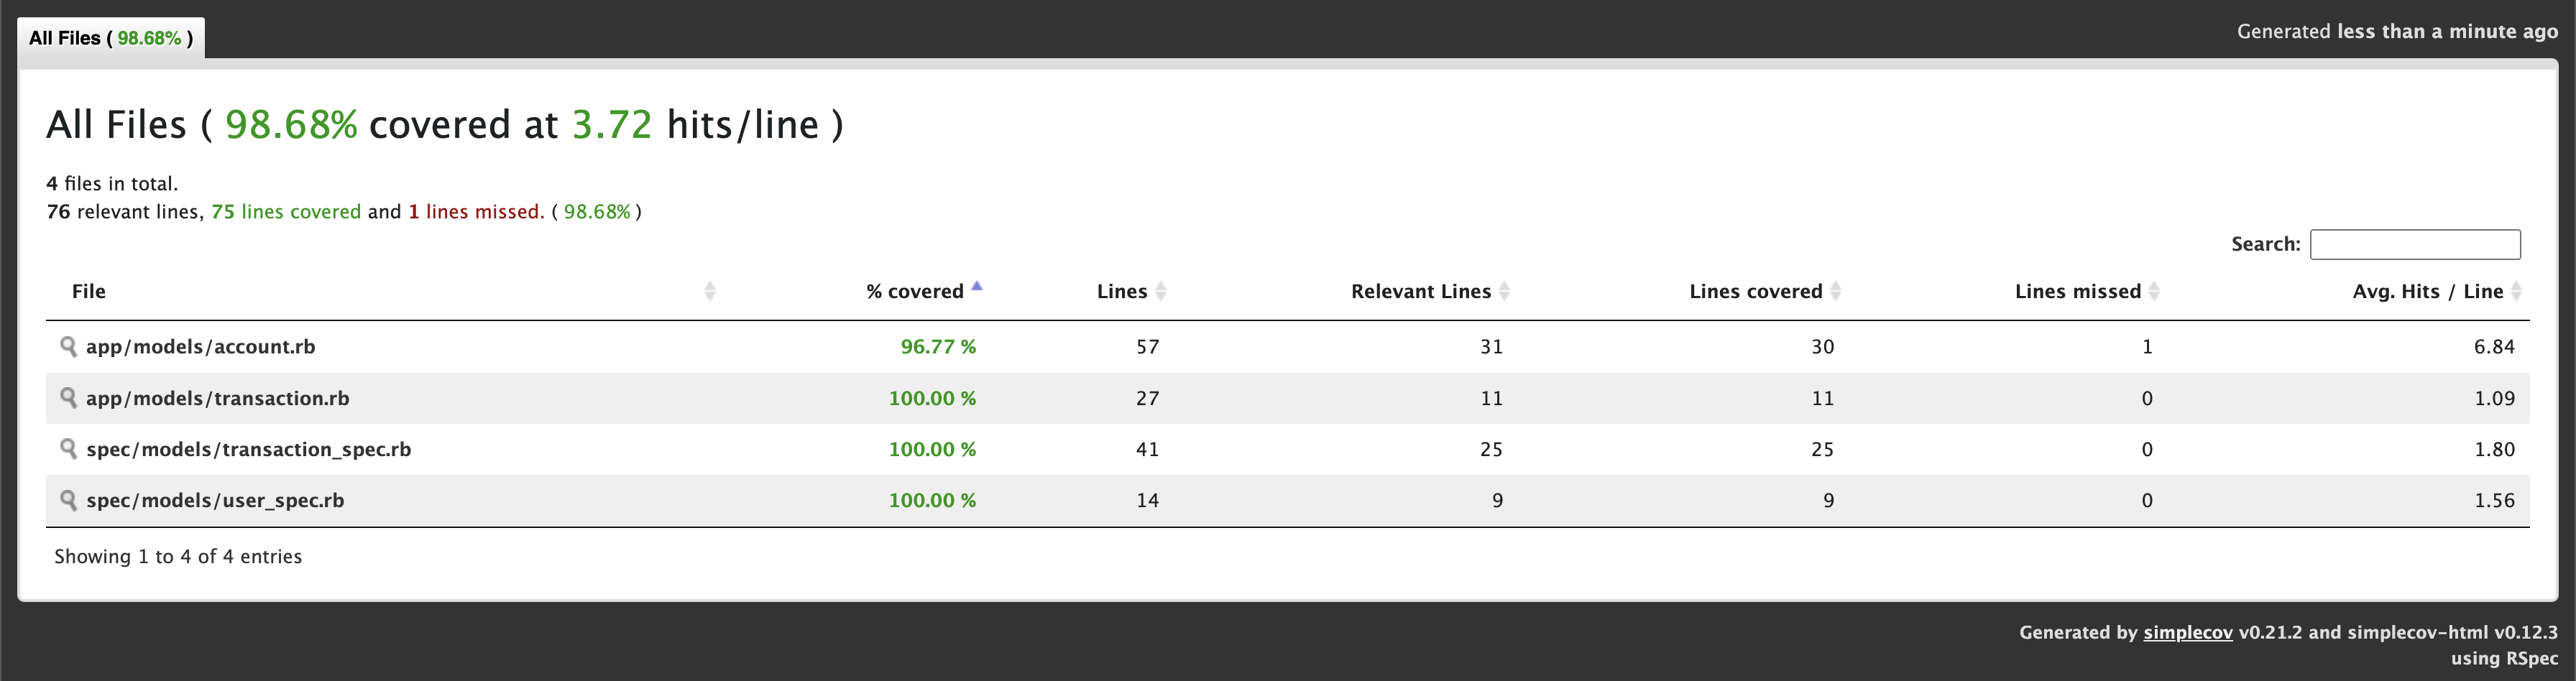 All Files ( 98.68% )
Generated less than a minute ago
All Files ( 98.68% covered at 3.72 hits/line )
4 files in total.
76 relevant lines, 75 lines covered and 1 lines missed. ( 98.68% )
Search:
File % covered Lines Relevant Lines Lines covered Lines missed Avg. Hits / Line
app/models/account.rb 96.77 % 57 31 30 1 6.84
app/models/transaction.rb 100.00 % 27 11 11 0 1.09
spec/models/transaction_spec.rb 100.00 % 41 25 25 0 1.80
spec/models/user_spec.rb 100.00 % 14 9 9 0 1.56
Showing 1 to 4 of 4 entries
Generated by simplecov v0.21.2 and simplecov-html v0.12.3
using RSpec